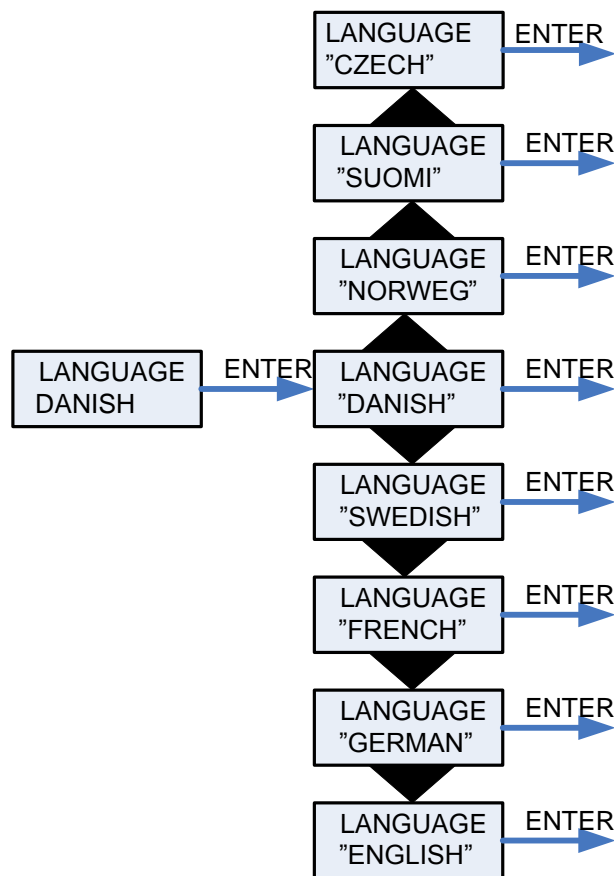 LANGUAGE
”CZECH”
ENTER
LANGUAGE
”SUOMI”
ENTER
LANGUAGE
”NORWEG”
ENTER
LANGUAGE
DANISH
ENTER
LANGUAGE
”DANISH”
ENTER
LANGUAGE
”SWEDISH”
ENTER
LANGUAGE
”FRENCH”
ENTER
LANGUAGE
”GERMAN”
ENTER
LANGUAGE
”ENGLISH”
ENTER